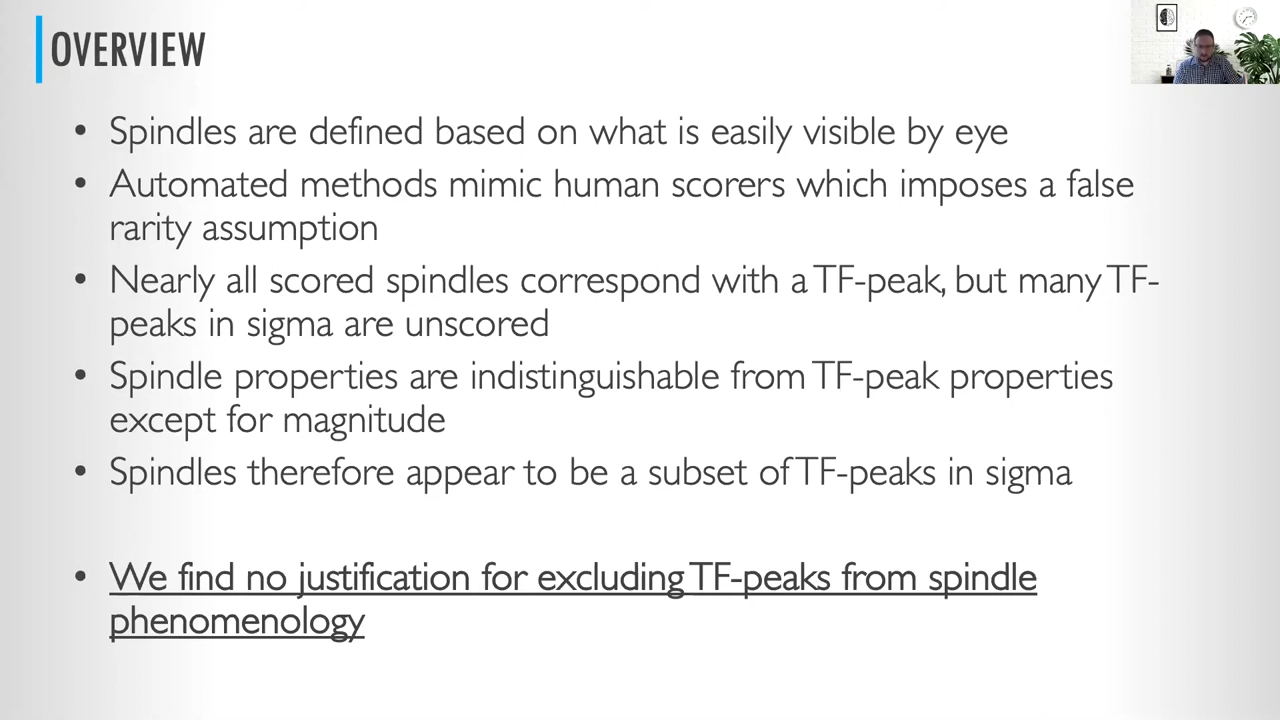 OVERVIEW
• Spindles are defined based on what is easily visible by eye
• Automated methods mimic human scorers which imposes a false
rarity assumption
• Nearly all scored spindles correspond with a TF-peak, but many TF-
peaks in sigma are unscored
• Spindle properties are indistinguishable from TF-peak properties
except for magnitude
• Spindles therefore appear to be a subset of TF-peaks in sigma
• We find no justification for excluding TF-peaks from spindle
phenomenology